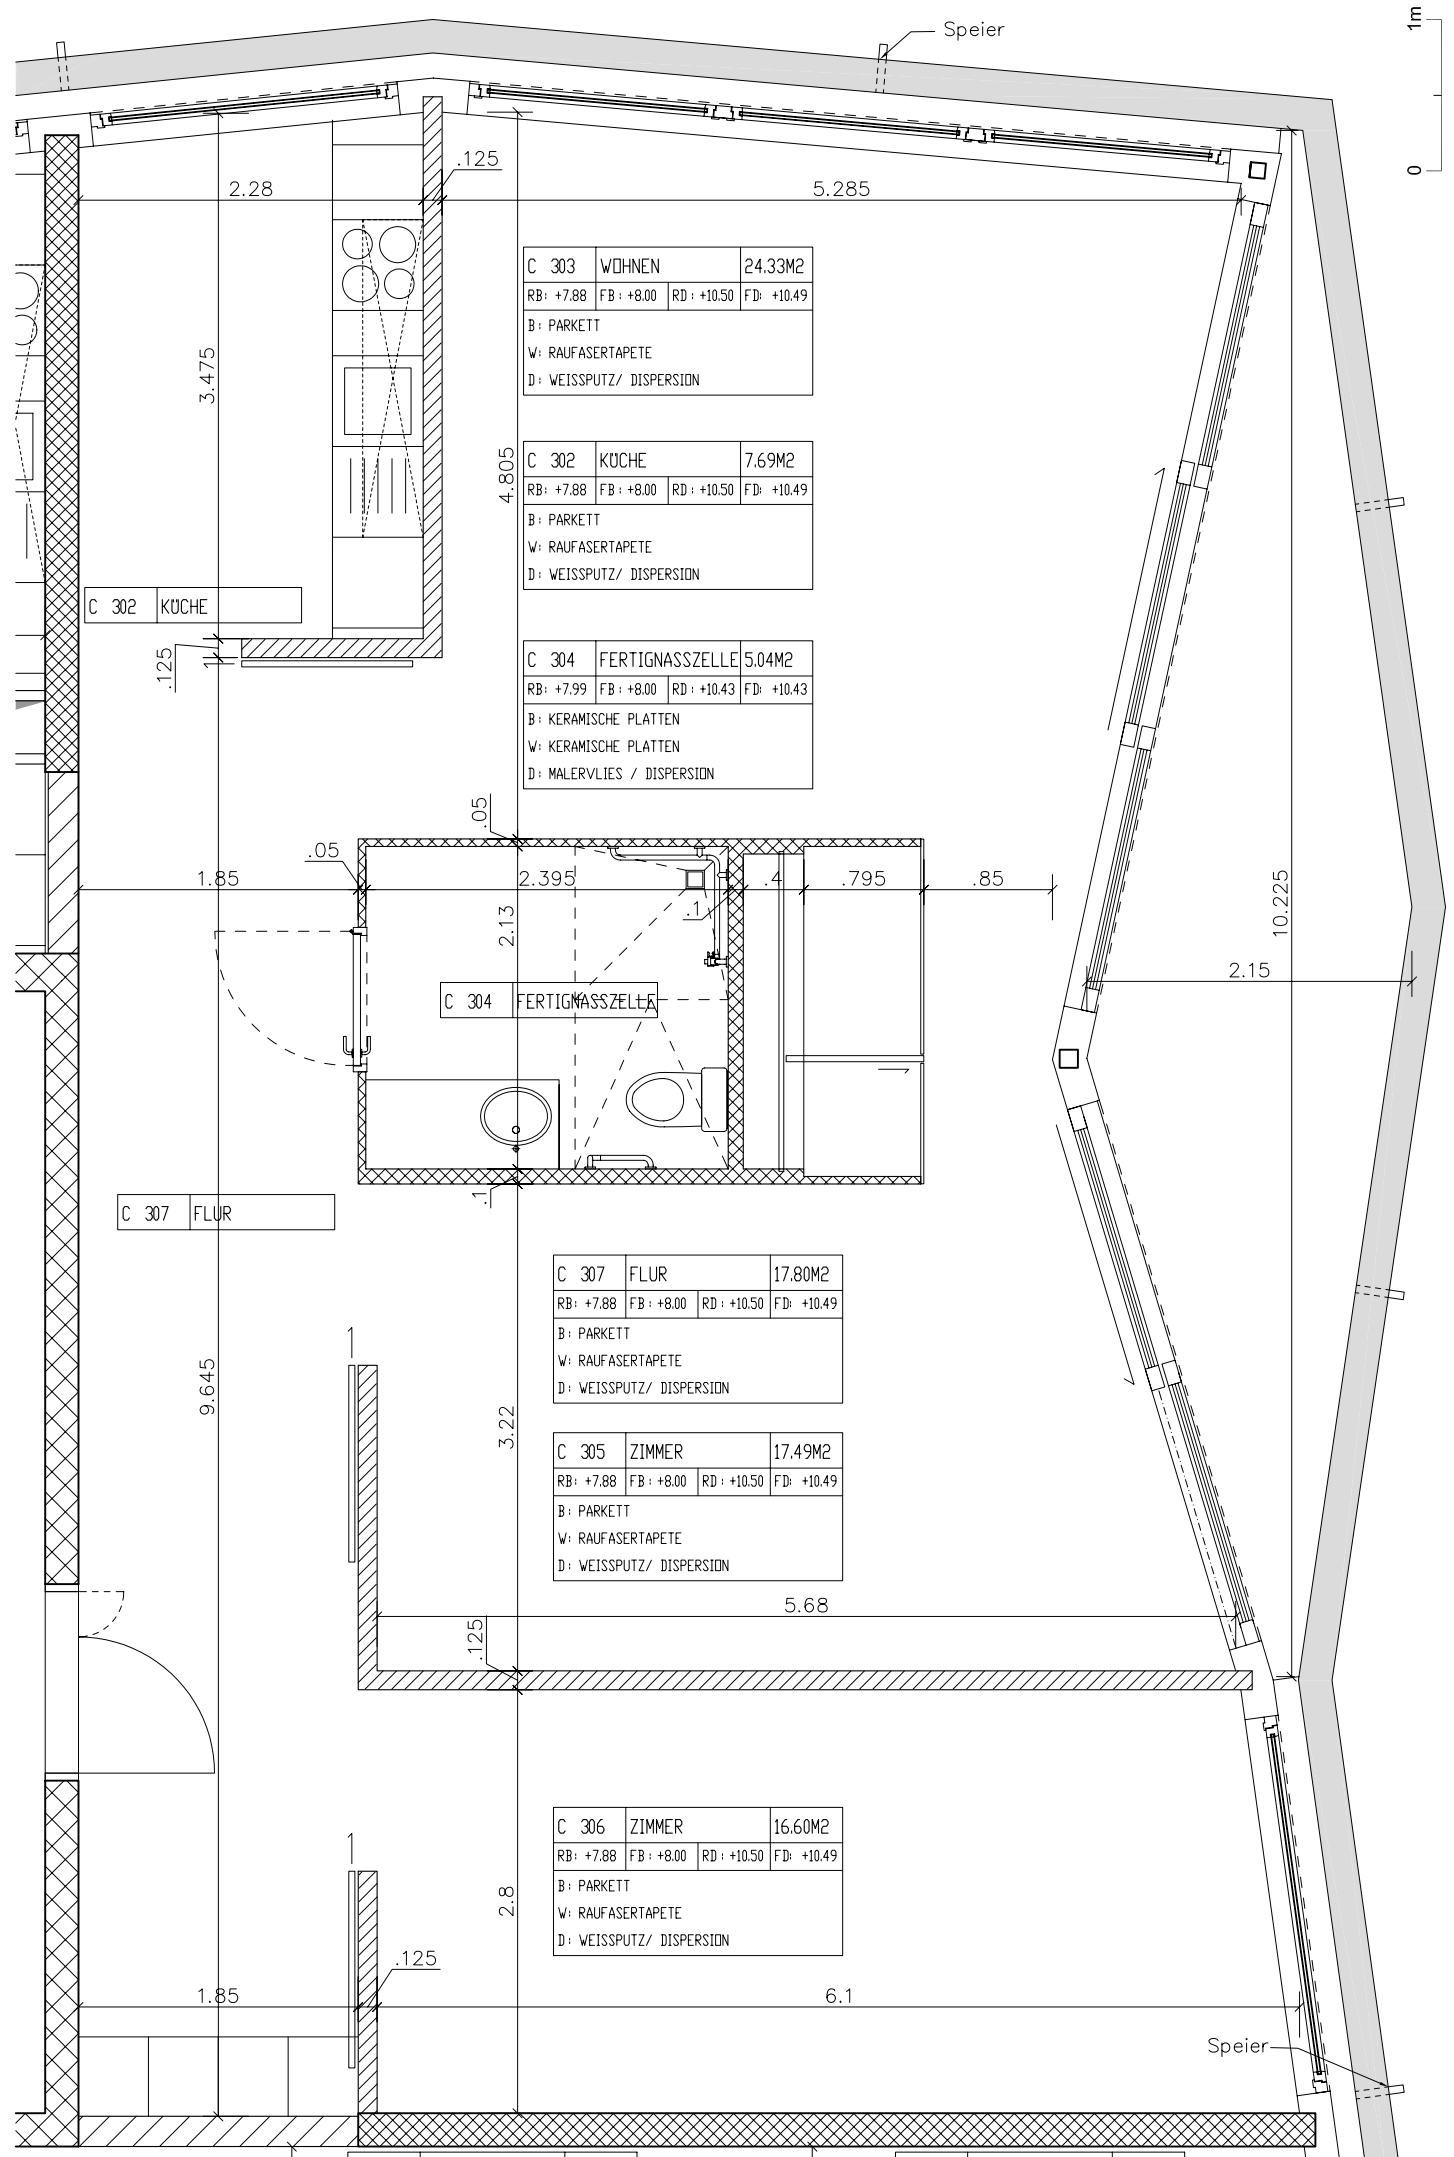 Speier
1m
0
.125
2.28
5.285
C 303 WOHNEN 24.33M2
RB: +7.88 FB: +8.00 RD: +10.50 FD: +10.49
B: PARKETT
W: RAUFASERTAPETE
D: WEISSPUTZ/ DISPERSION
3.475
4.805
C 302 KÜCHE 7.69M2
RB: +7.88 FB: +8.00 RD: +10.50 FD: +10.49
B: PARKETT
W: RAUFASERTAPETE
D: WEISSPUTZ/ DISPERSION
C 302 KÜCHE
.125
C 304 FERTIGNASSZELLE 5.04M2
RB: +7.99 FB: +8.00 RD: +10.43 FD: +10.43
B: KERAMISCHE PLATTEN
W: KERAMISCHE PLATTEN
D: MALERVLIES / DISPERSION
.05
.05
1.85
2.395
.4
.795
.85
.1
2.13
10.225
2.15
C 304 FERTIGNASSZELLE
.1
C 307 FLUR
C 307 FLUR 17.80M2
RB: +7.88 FB: +8.00 RD: +10.50 FD: +10.49
B: PARKETT
W: RAUFASERTAPETE
D: WEISSPUTZ/ DISPERSION
9.645
3.22
C 305 ZIMMER 17.49M2
RB: +7.88 FB: +8.00 RD: +10.50 FD: +10.49
B: PARKETT
W: RAUFASERTAPETE
D: WEISSPUTZ/ DISPERSION
5.68
.125
C 306 ZIMMER 16.60M2
RB: +7.88 FB: +8.00 RD: +10.50 FD: +10.49
B: PARKETT
W: RAUFASERTAPETE
D: WEISSPUTZ/ DISPERSION
2.8
.125
1.85
6.1
Speier